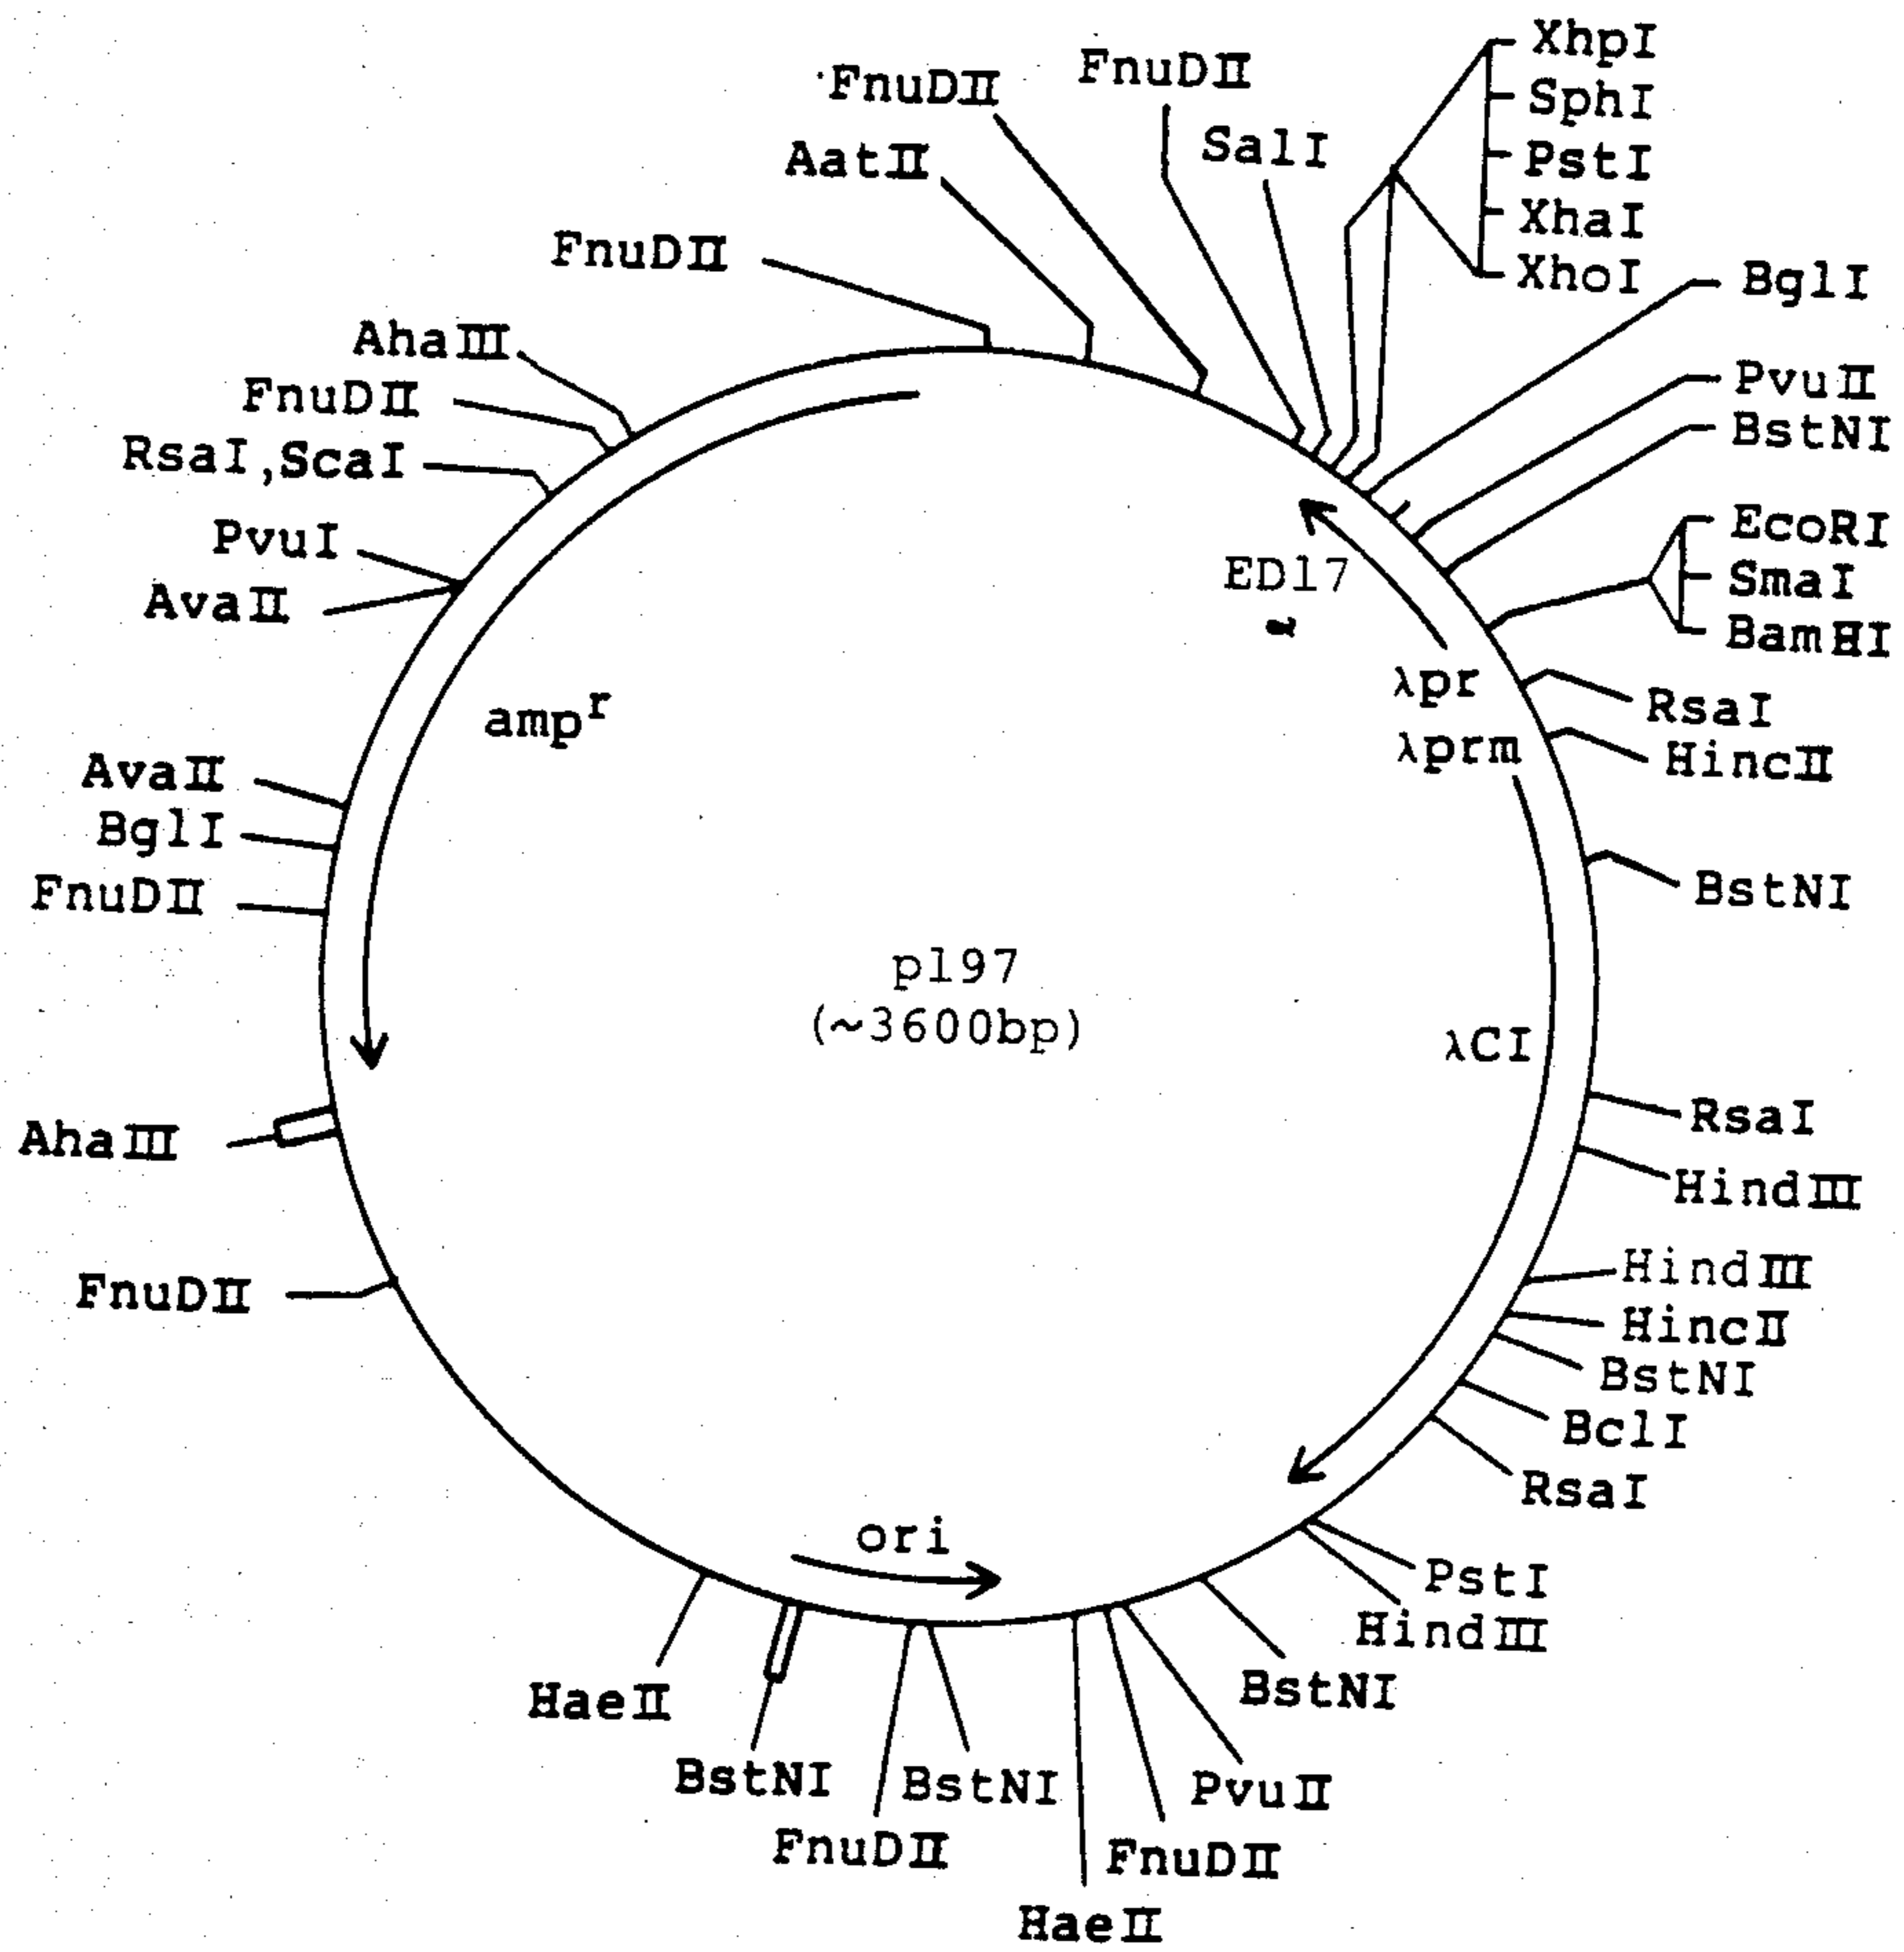 XhpI
SphI
PstI
XhaI
XhoI
FnuDII
FnuDII
SalI
AatII
FnuDII
BglI
AhaIII
FnuDII
RsaI,ScaI
PvuII
BstNI
PvuI
AvaII
EcoRI
SmaI
BamHI
ED17
α
λpr
λprm
RsaI
HincII
ampr
AvaII
BglI
FnuDII
BstNI
p197
(~3600bp)
λCI
AhaIII
RsaI
HindIII
FnuDII
HindIII
HincII
BstNI
BclI
RsaI
ori
PstI
HindIII
BstNI
HaeII
BstNI
FnuDII
BstNI
PvuII
FnuDII
HaeII